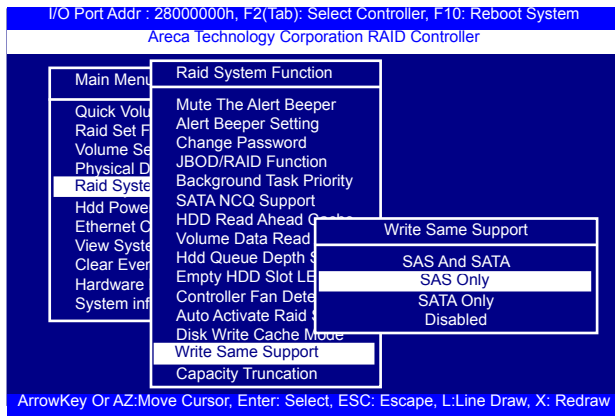 I/O Port Addr : 28000000h, F2(Tab): Select Controller, F10: Reboot System
Areca Technology Corporation RAID Controller
Main Menu
Quick Volu
Raid Set F
Volume Se
Physical D
Raid Syste
Hdd Powe
Ethernet C
View Syste
Clear Even
Hardware
System inf
Raid System Function
Mute The Alert Beeper
Alert Beeper Setting
Change Password
JBOD/RAID Function
Background Task Priority
SATA NCQ Support
HDD Read Ahead Cache
Volume Data Read
Hdd Queue Depth S
Empty HDD Slot LE
Controller Fan Dete
Auto Activate Raid S
Disk Write Cache Mode
Write Same Support
Capacity Truncation
Write Same Support
SAS And SATA
SAS Only
SATA Only
Disabled
ArrowKey Or AZ:Move Cursor, Enter: Select, ESC: Escape, L:Line Draw, X: Redraw